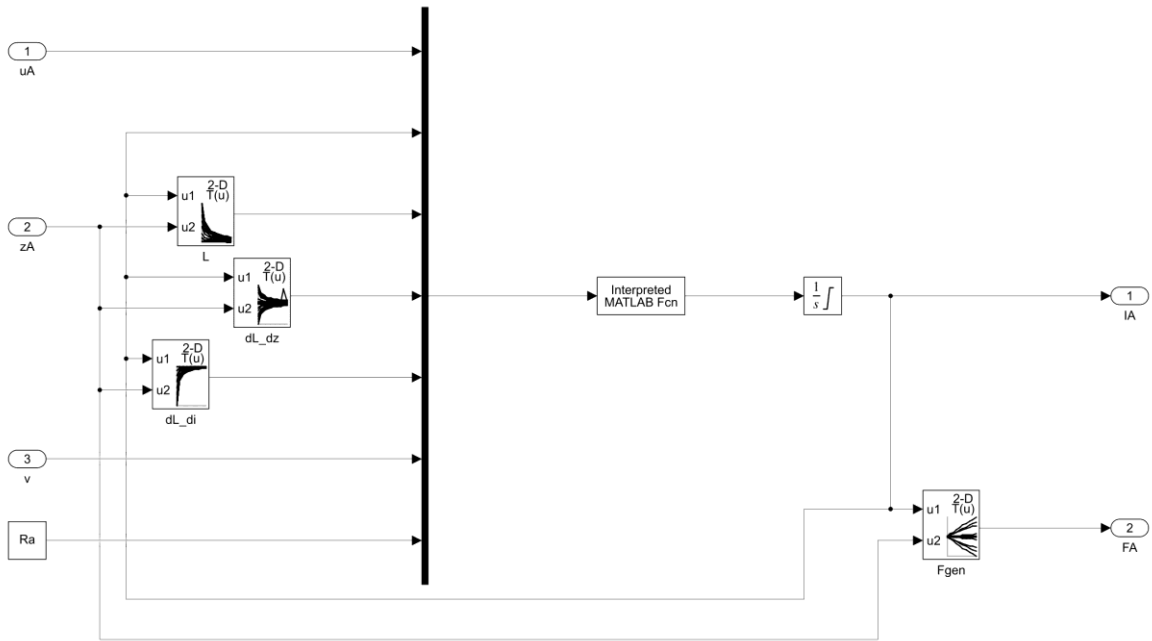 1
uA
2-D
T(u)
u1
u2
L
2
zA
2-D
T(u)
u1
u2
dL_dz
2-D
T(u)
u1
u2
dL_di
3
v
Ra
Interpreted
MATLAB Fcn
1
s
1
IA
2-D
T(u)
u1
u2
Fgen
2
FA